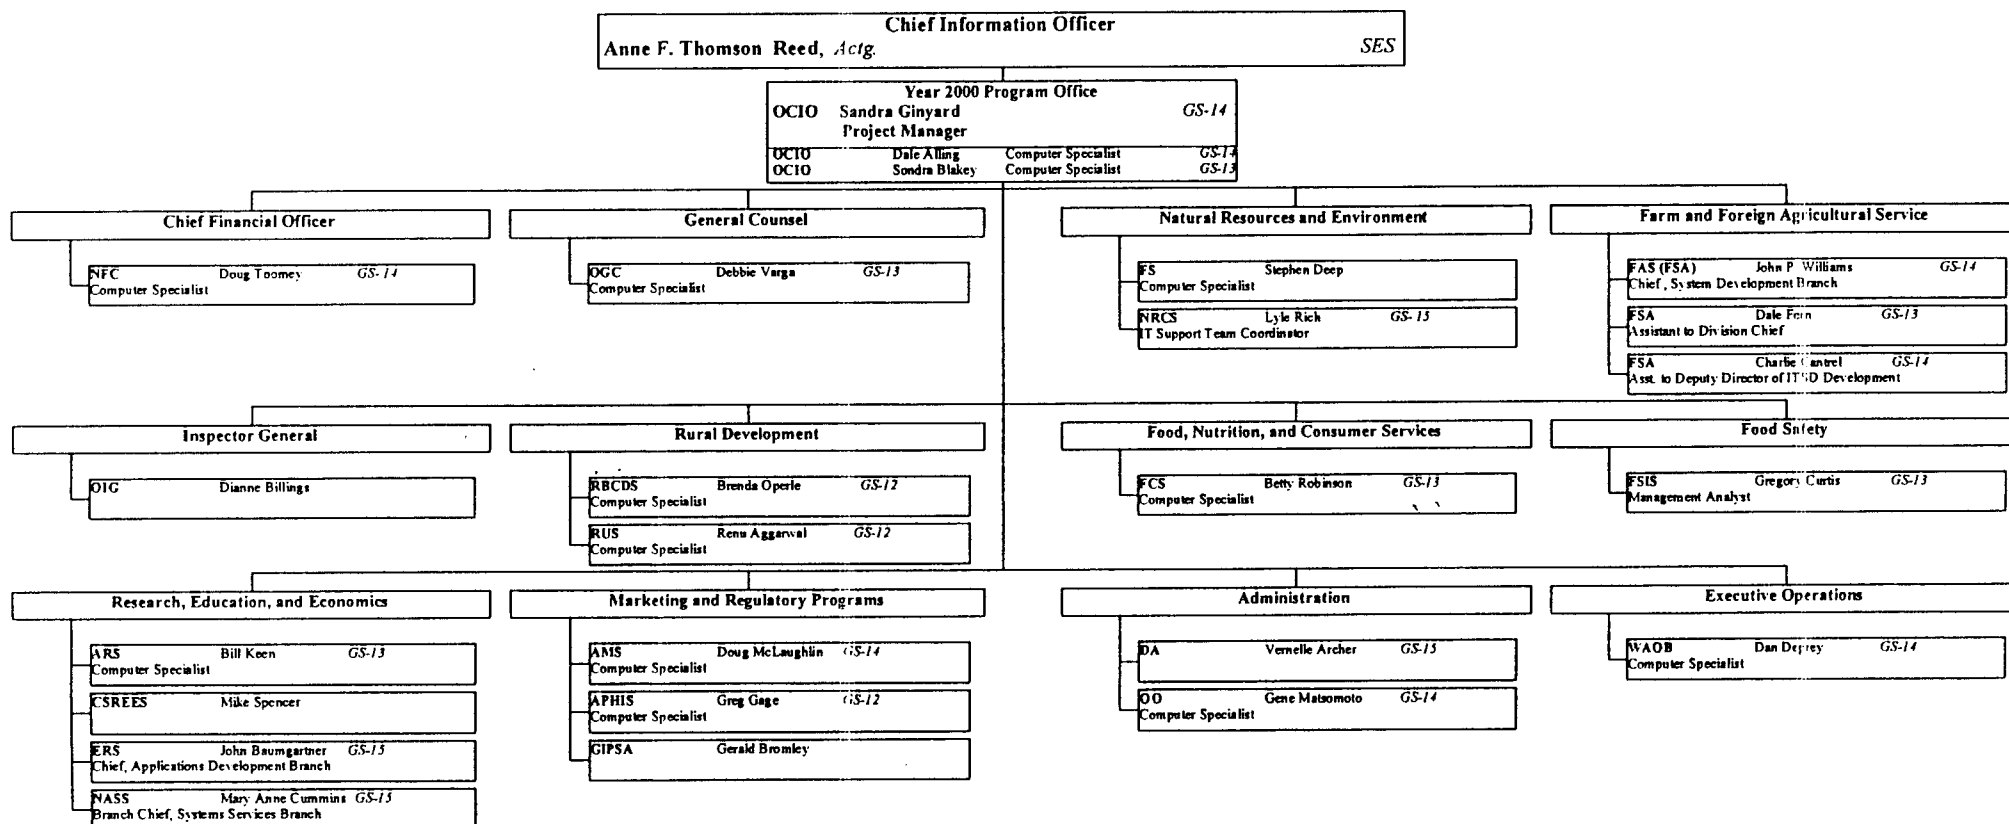 Chief Information Officer
Anne F. Thomson Reed, Actg. SES
Year 2000 Program Office
OCIO Sandra Ginyard GS-14
Project Manager
OCIO Dale Alling Computer Specialist GS-14
OCIO Sondra Blakey Computer Specialist GS-13
Chief Financial Officer
NFC Doug Toomey GS-14
Computer Specialist
General Counsel
OGC Debbie Varga GS-13
Computer Specialist
Natural Resources and Environment
FS Stephen Deep
Computer Specialist
NRCS Lyle Rich GS-15
IT Support Team Coordinator
Farm and Foreign Agricultural Service
FAS (FSA) John P. Williams GS-14
Chief, System Development Branch
FSA Dale GS-13
Assistant to Division Chief
FSA Charlie Cantrel GS-14
Asst. to Deputy Director of ITSD Development
Inspector General
OIG Dianne Billings
Rural Development
RBCDS Brenda Operle GS-12
Computer Specialist
RUS Renu Aggarwal GS-12
Computer Specialist
Food, Nutrition, and Consumer Services
FCS Betty Robinson GS-13
Computer Specialist
Food Safety
FSIS Gregory Curtis GS-13
Management Analyst
Research, Education, and Economics
ARS Bill Keen GS-13
Computer Specialist
CSREES Mike Spencer
ERS John Baumgartner GS-15
Chief, Applications Development Branch
NASS Mary Anne Cummins GS-15
Branch Chief, Systems Services Branch
Marketing and Regulatory Programs
AMS Doug McLaughlin GS-14
Computer Specialist
APHIS Greg Gage GS-12
Computer Specialist
GIPSA Gerald Bromley
Administration
DA Vernelle Archer GS-15
OO Gene Matsomoto GS-14
Computer Specialist
Executive Operations
WAOB Dan GS-14
Computer Specialist